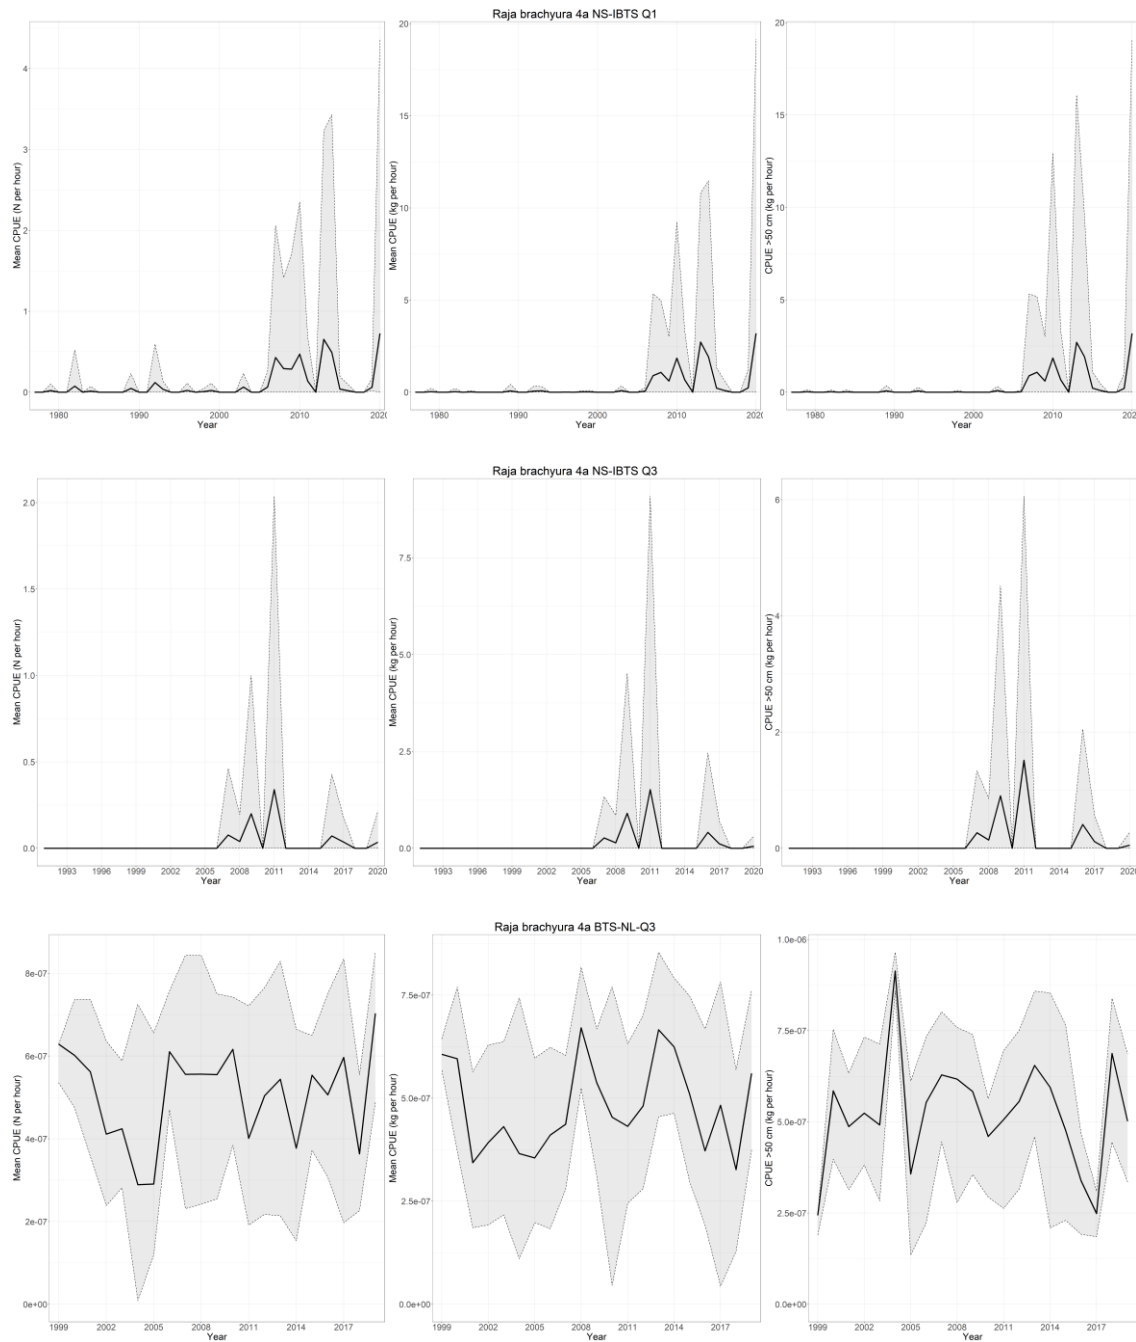 Raja brachyura 4a NS-IBTS Q1
Mean CPUE (N per hour)
4
3
2
1
0
1980 1990 2000 2010 2020
Year
Mean CPUE (kg per hour)
20
15
10
5
0
1980 1990 2000 2010 2020
Year
CPUE >50 cm (kg per hour)
20
15
10
5
0
1980 1990 2000 2010 2020
Year
Raja brachyura 4a NS-IBTS Q3
Mean CPUE (N per hour)
2.0
1.5
1.0
0.5
0.0
1993 1996 1999 2002 2005 2008 2011 2014 2017 2020
Year
Mean CPUE (kg per hour)
7.5
5.0
2.5
0.0
1993 1996 1999 2002 2005 2008 2011 2014 2017 2020
Year
CPUE >50 cm (kg per hour)
6
4
2
0
1993 1996 1999 2002 2005 2008 2011 2014 2017 2020
Year
Raja brachyura 4a BTS-NL-Q3
Mean CPUE (N per hour)
8e-07
6e-07
4e-07
2e-07
0e+00
1999 2002 2005 2008 2011 2014 2017
Year
Mean CPUE (kg per hour)
7.5e-07
5.0e-07
2.5e-07
0.0e+00
1999 2002 2005 2008 2011 2014 2017
Year
CPUE >50 cm (kg per hour)
1.0e-06
7.5e-07
5.0e-07
2.5e-07
0.0e+00
1999 2002 2005 2008 2011 2014 2017
Year